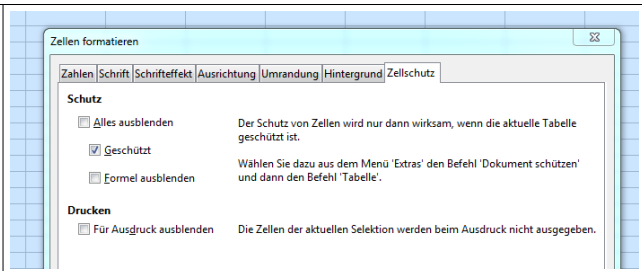 Zellen formatieren
Zahlen Schrift Schrifteffekt Ausrichtung Umrandung Hintergrund Zellschutz
Schutz
Alles ausblenden
Der Schutz von Zellen wird nur dann wirksam, wenn die aktuelle Tabelle
geschützt ist.
Geschützt
Wählen Sie dazu aus dem Menü 'Extras' den Befehl 'Dokument schützen'
und dann den Befehl 'Tabelle'.
Formel ausblenden
Drucken
Für Ausdruck ausblenden Die Zellen der aktuellen Selektion werden beim Ausdruck nicht ausgegeben.